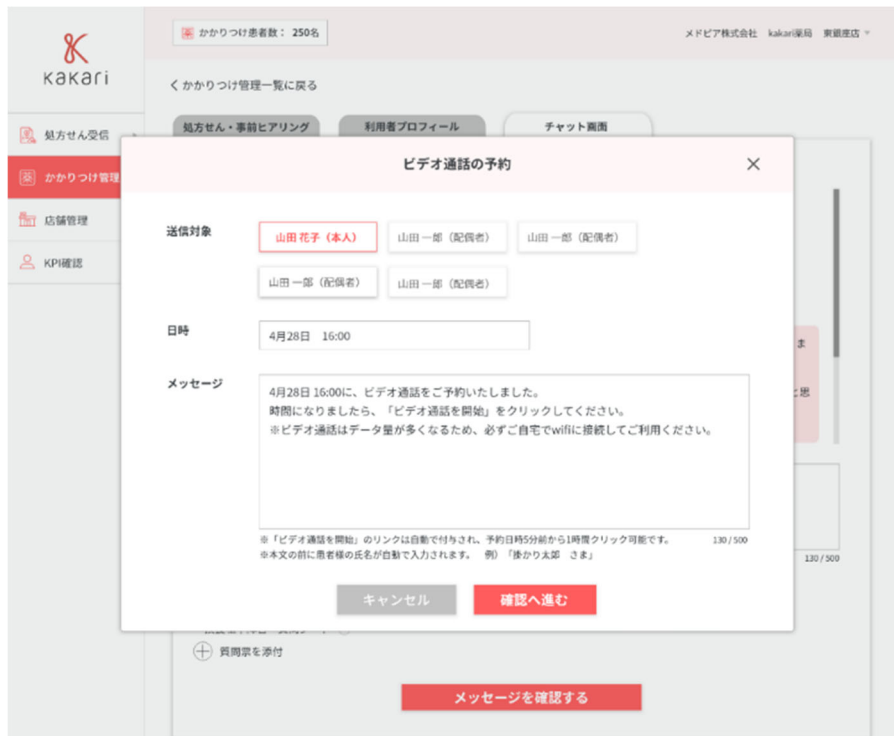 kakari
かかりつけ患者数： 250名
メドピア株式会社 kakari薬局 東銀座店
くかかりつけ管理一覧に戻る
処方せん・事前ヒアリング 利用者プロフィール チャット画面
処方せん受信
かかりつけ管理
店舗管理
KPI確認
ビデオ通話の予約
送信対象
山田 花子（本人） 山田 一郎（配偶者） 山田 一郎（配偶者）
山田 一郎（配偶者） 山田 一郎（配偶者）
日時
4月28日 16:00
メッセージ
4月28日 16:00に、ビデオ通話をご予約いたしました。
時間になりましたら、「ビデオ通話を開始」をクリックしてください。
※ビデオ通話はデータ量が多くなるため、必ずご自宅でwifiに接続してご利用ください。
※「ビデオ通話を開始」のリンクは自動で付与され、予約日時5分前から1時間クリック可能です。 130 / 500
※本文の前に患者様の氏名が自動で入力されます。 例）「掛かり太郎 さま」
キャンセル 確認へ進む
ま
と思
130 / 500
質問票を添付
メッセージを確認する